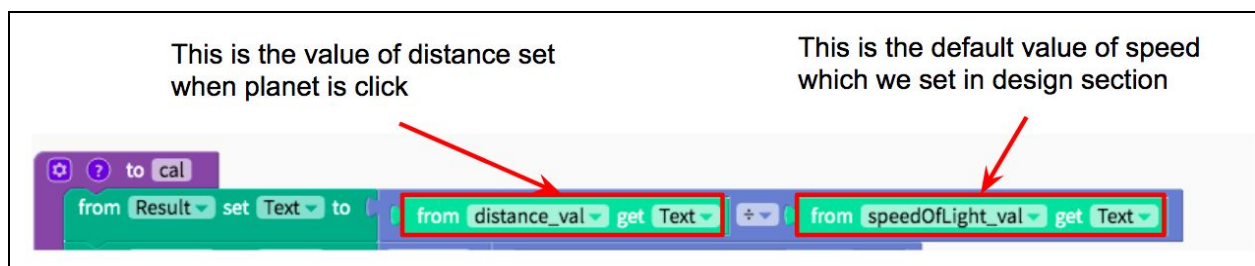 This is the value of distance set
when planet is click
This is the default value of speed
which we set in design section
? to cal
from Result set Text to from distance_val get Text ÷ from speedOfLight_val get Text